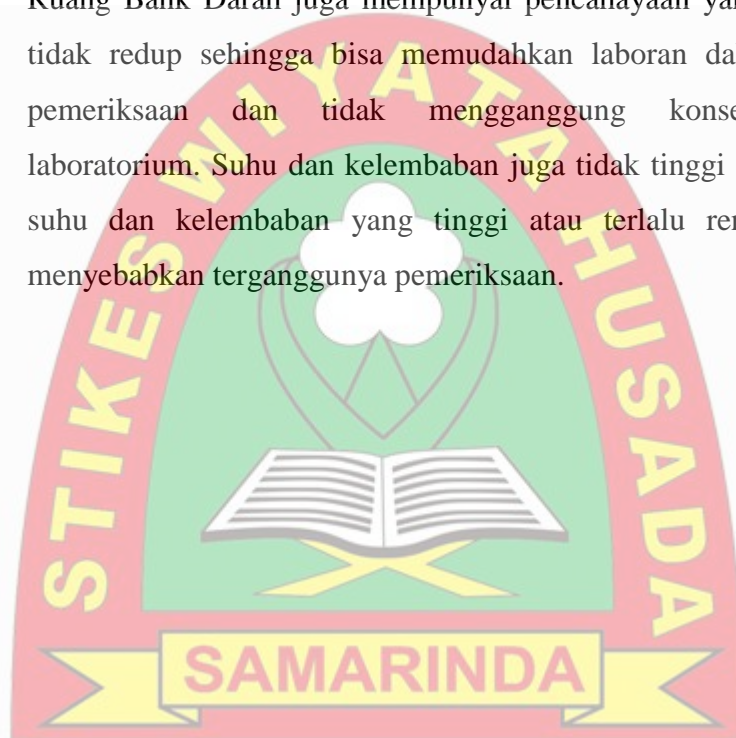 Ruang Bank Darah juga mempunyai pencahayaan
tidak redup sehingga bisa memudahkan laboran
pemeriksaan dan tidak mengganggung
laboratorium. Suhu dan kelembaban juga tidak tinggi
suhu dan kelembaban yang tinggi atau terlalu
menyebabkan terganggunya pemeriksaan.
STIKES WIYATA HUSADA
SAMARINDA